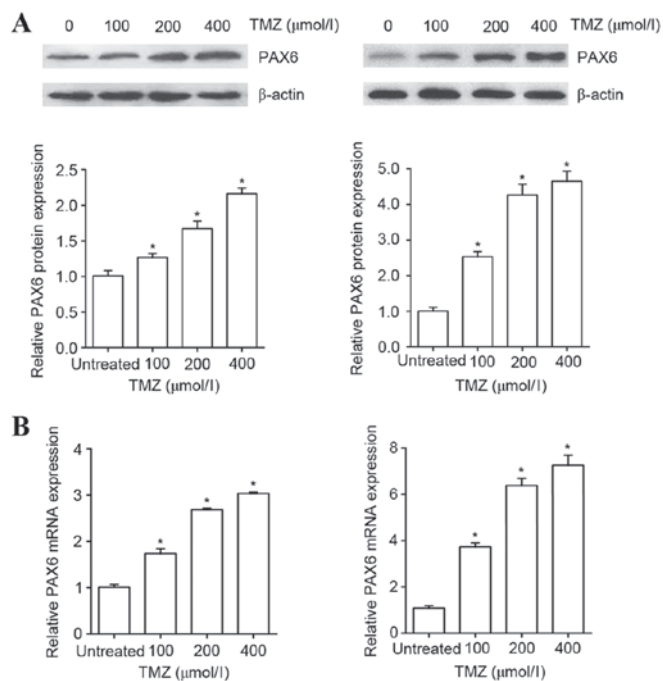 A
0 100 200 400 TMZ (μmol/l)
PAX6
β-actin
0 100 200 400 TMZ (μmol/l)
PAX6
β-actin
Relative PAX6 protein expression
2.5
2.0
1.5
1.0
0.5
0.0
*
*
*
Untreated 100 200 400
TMZ (μmol/l)
Relative PAX6 protein expression
5.0
4.0
3.0
2.0
1.0
0.0
*
*
*
Untreated 100 200 400
TMZ (μmol/l)
B
Relative PAX6 mRNA expression
4
3
2
1
0
*
*
*
Untreated 100 200 400
TMZ (μmol/l)
Relative PAX6 mRNA expression
8
6
4
2
0
*
*
*
Untreated 100 200 400
TMZ (μmol/l)